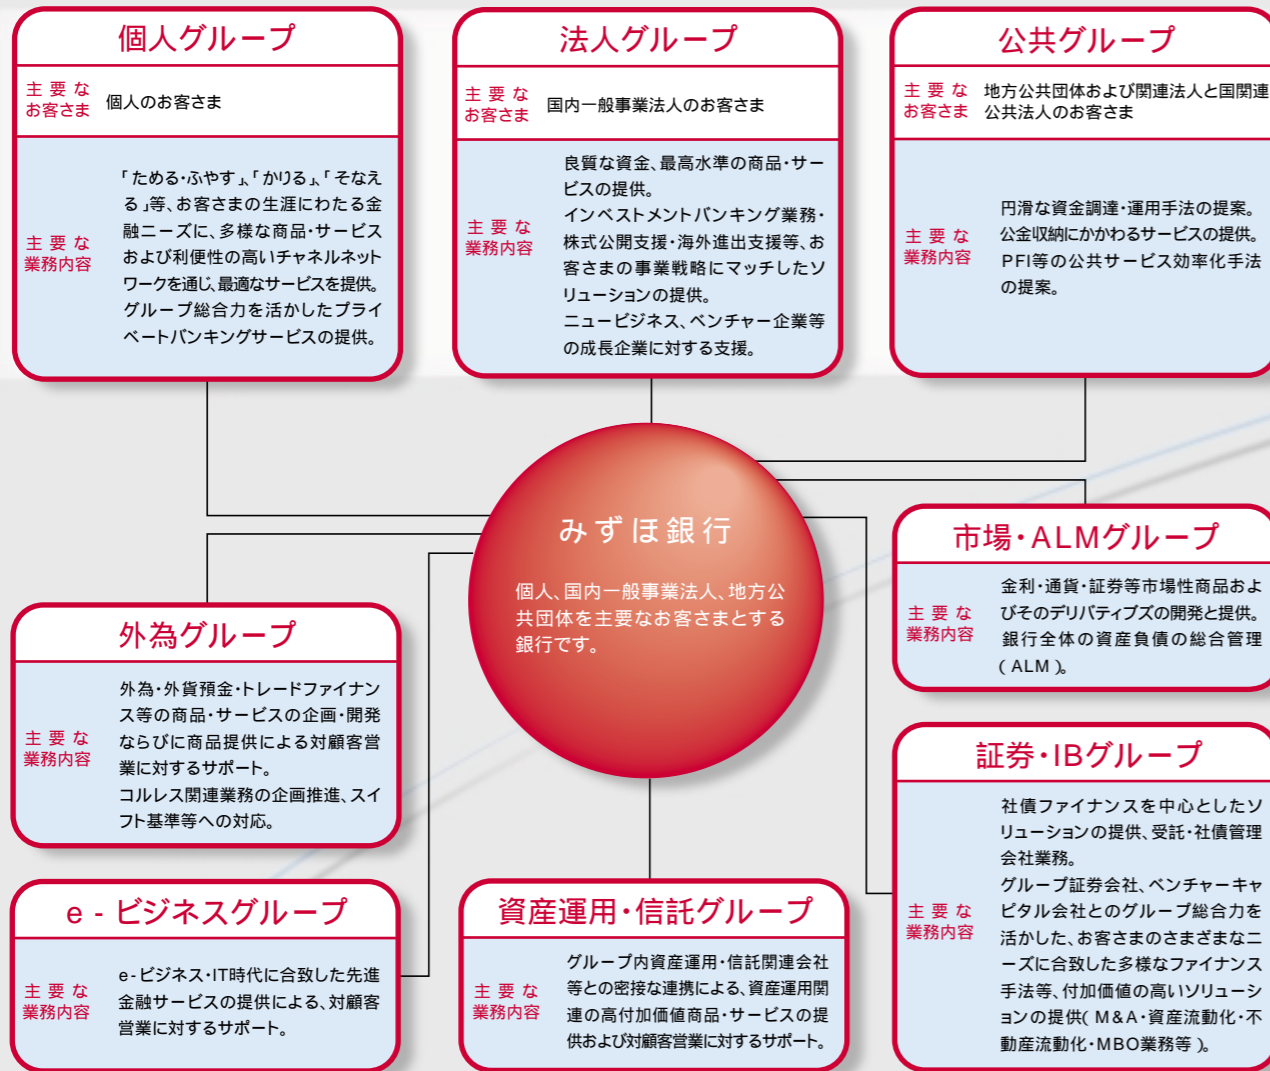 個人グループ
主要な
お客さま
個人のお客さま
主要な
業務内容
「ためる・ふやす」、「かりる」、「そなえ
る」等、お客さまの生涯にわたる金
融ニーズに、多様な商品・サービス
および利便性の高いチャネルネット
ワークを通じ、最適なサービスを提供。
グループ総合力を活かしたプライ
ベートバンキングサービスの提供。
法人グループ
主要な
お客さま
国内一般事業法人のお客さま
主要な
業務内容
良質な資金、最高水準の商品・サー
ビスの提供。
インベストメントバンキング業務・
株式公開支援・海外進出支援等、お
客さまの事業戦略にマッチしたソ
リューションの提供。
ニュービジネス、ベンチャー企業等
の成長企業に対する支援。
公共グループ
主要な
お客さま
地方公共団体および関連法人と国関連
公共法人のお客さま
主要な
業務内容
円滑な資金調達・運用手法の提案。
公金収納にかかわるサービスの提供。
PFI等の公共サービス効率化手法
の提案。
みずほ銀行
個人、国内一般事業法人、地方公
共団体を主要なお客さまとする
銀行です。
市場・ALMグループ
主要な
業務内容
金利・通貨・証券等市場性商品およ
びそのデリバティブズの開発と提供。
銀行全体の資産負債の総合管理
(ALM)。
外為グループ
主要な
業務内容
外為・外貨預金・トレードファイナン
ス等の商品・サービスの企画・開発
ならびに商品提供による対顧客営
業に対するサポート。
コルレス関連業務の企画推進、スイ
フト基準等への対応。
証券・IBグループ
主要な
業務内容
社債ファイナンスを中心としたソ
リューションの提供、受託・社債管理
会社業務。
グループ証券会社、ベンチャーキャ
ピタル会社とのグループ総合力を
活かした、お客さまのさまざまなニ
ーズに合致した多様なファイナンス
手法等、付加価値の高いソリューシ
ョンの提供(M&A・資産流動化・不
動産流動化・MBO業務等)。
e-ビジネスグループ
主要な
業務内容
e-ビジネス・IT時代に合致した先進
金融サービスの提供による、対顧客
営業に対するサポート。
資産運用・信託グループ
主要な
業務内容
グループ内資産運用・信託関連会社
等との密接な連携による、資産運用関
連の高付加価値商品・サービスの提
供および対顧客営業に対するサポート。